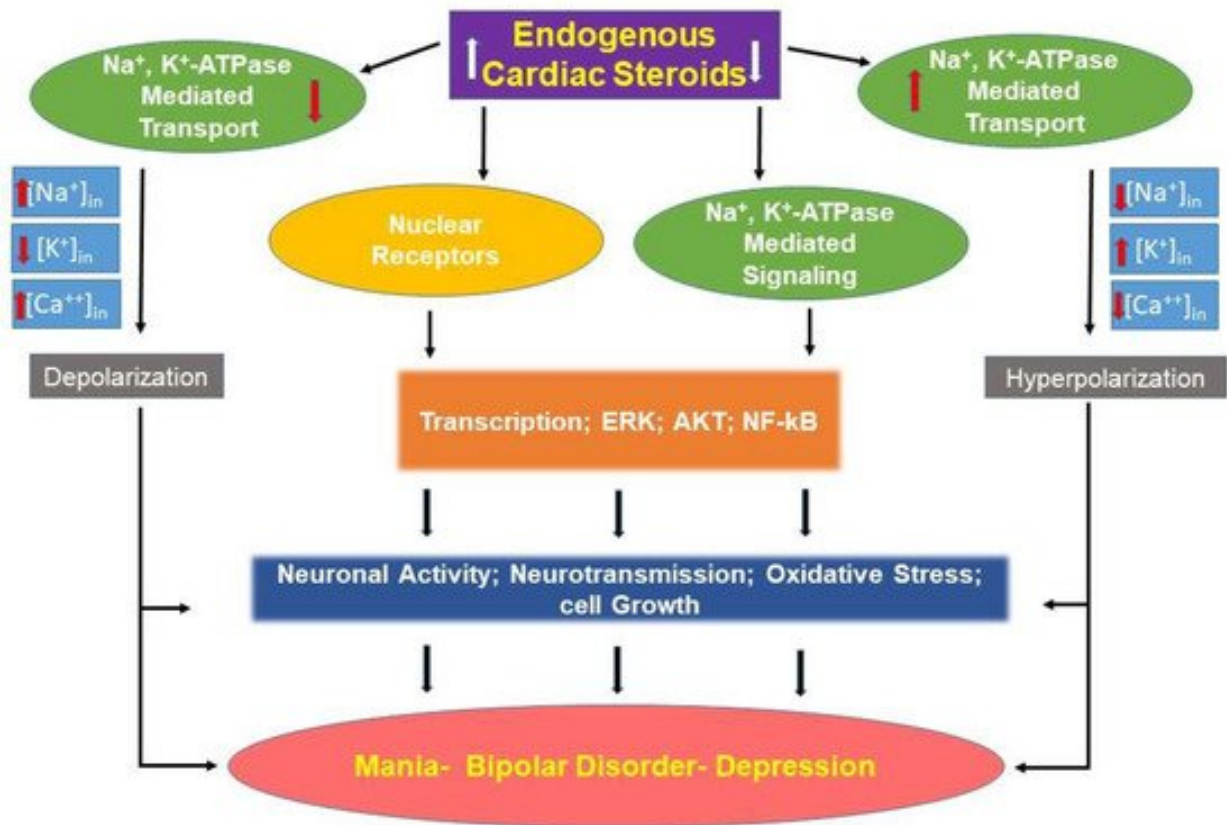 Endogenous
Cardiac Steroids
Na⁺, K⁺-ATPase
Mediated
Transport
Na⁺, K⁺-ATPase
Mediated
Transport
[Na⁺]in
[K⁺]in
[Ca⁺⁺]in
Nuclear
Receptors
Na⁺, K⁺-ATPase
Mediated
Signaling
[Na⁺]in
[K⁺]in
[Ca⁺⁺]in
Depolarization
Hyperpolarization
Transcription; ERK; AKT; NF-kB
Neuronal Activity; Neurotransmission; Oxidative Stress;
cell Growth
Mania- Bipolar Disorder- Depression